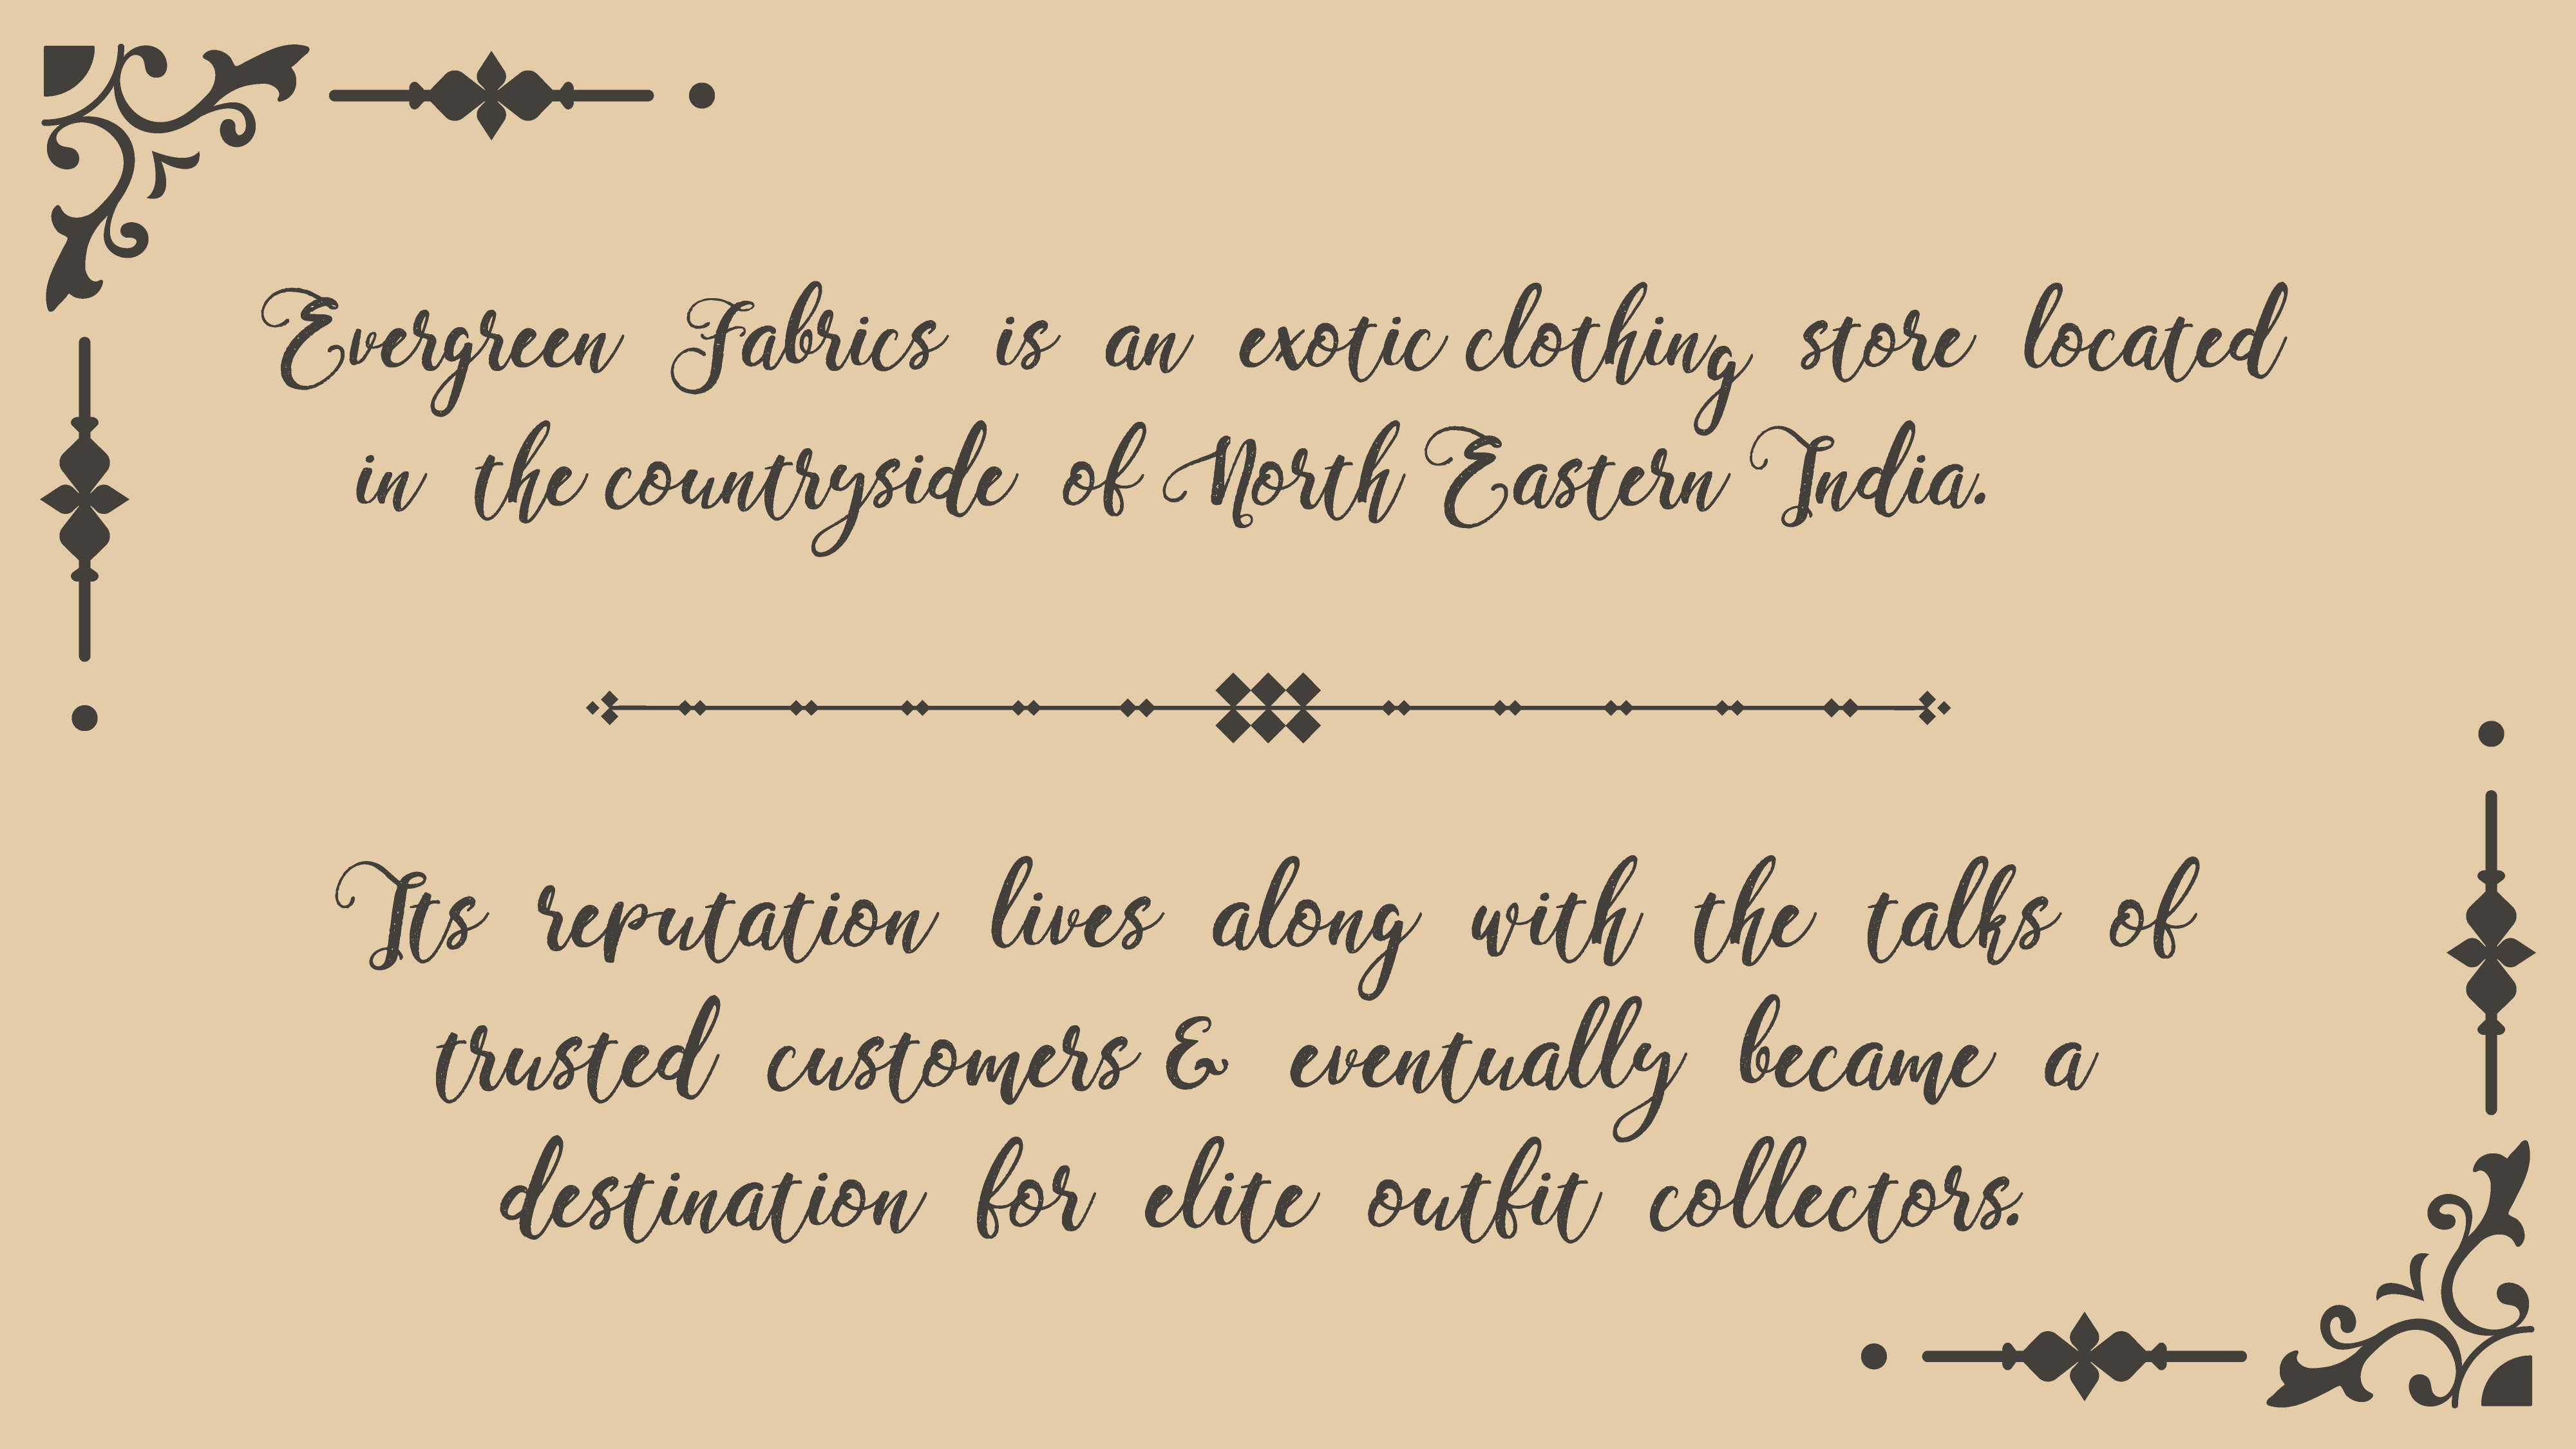 Evergreen Fabrics is an exotic clothing store located
in the countryside of North Eastern India.
Its reputation lives along with the talks of
trusted customers & eventually became a
destination for elite outfit collectors.